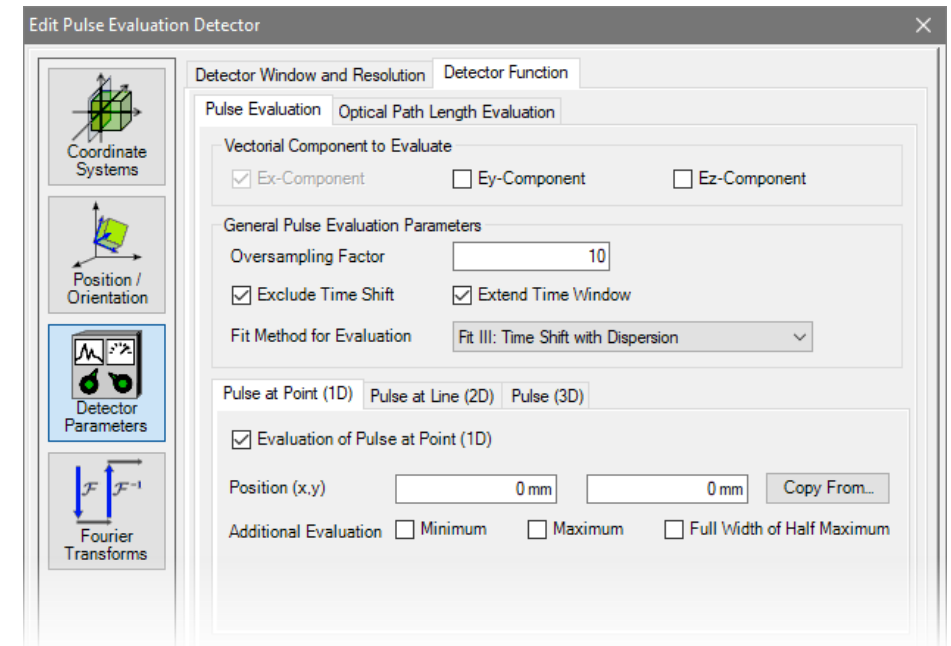 Edit Pulse Evaluation Detector
Coordinate
Systems
Position /
Orientation
Detector
Parameters
ℱ ℱ⁻¹
Fourier
Transforms
Detector Window and Resolution Detector Function
Pulse Evaluation Optical Path Length Evaluation
Vectorial Component to Evaluate
Ex-Component Ey-Component Ez-Component
General Pulse Evaluation Parameters
Oversampling Factor 10
Exclude Time Shift Extend Time Window
Fit Method for Evaluation Fit III: Time Shift with Dispersion
Pulse at Point (1D) Pulse at Line (2D) Pulse (3D)
Evaluation of Pulse at Point (1D)
Position (x,y) 0 mm 0 mm Copy From...
Additional Evaluation Minimum Maximum Full Width of Half Maximum